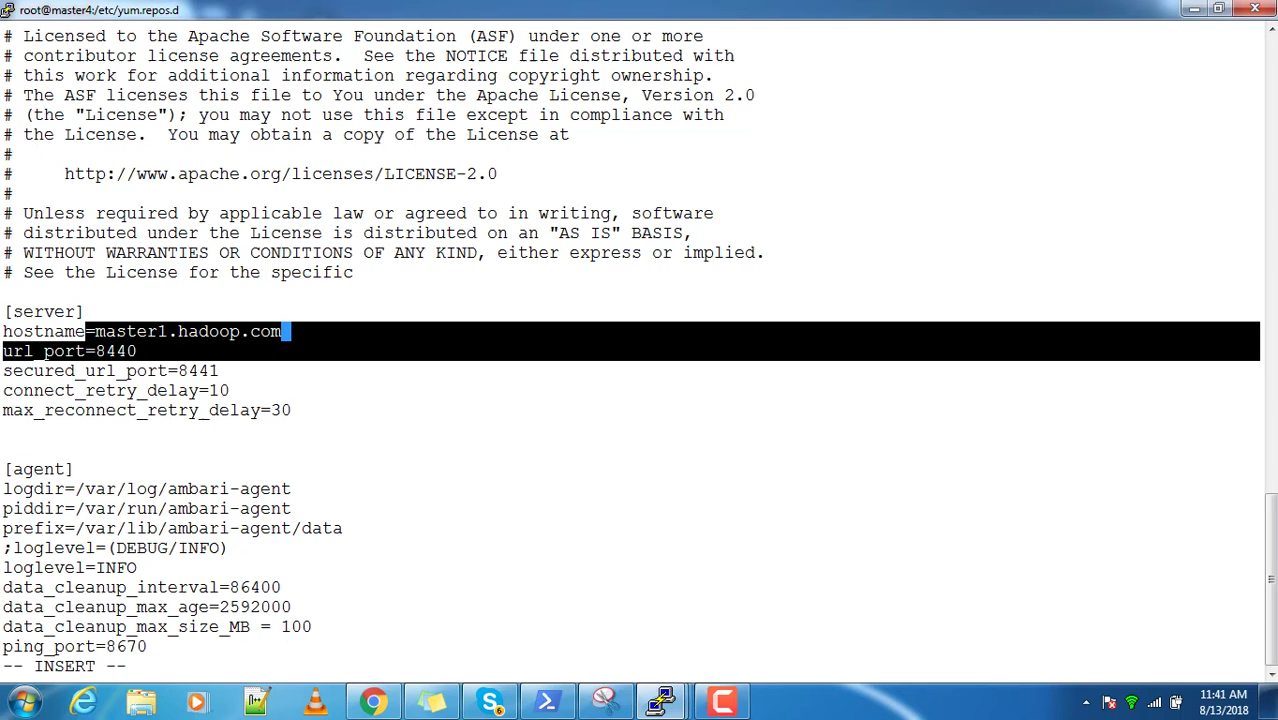 root@master4:/etc/yum.repos.d
# Licensed to the Apache Software Foundation (ASF) under one or more
# contributor license agreements.  See the NOTICE file distributed with
# this work for additional information regarding copyright ownership.
# The ASF licenses this file to You under the Apache License, Version 2.0
# (the "License"); you may not use this file except in compliance with
# the License.  You may obtain a copy of the License at
#
#     http://www.apache.org/licenses/LICENSE-2.0
#
# Unless required by applicable law or agreed to in writing, software
# distributed under the License is distributed on an "AS IS" BASIS,
# WITHOUT WARRANTIES OR CONDITIONS OF ANY KIND, either express or implied.
# See the License for the specific
[server]
hostname=master1.hadoop.com
url_port=8440
secured_url_port=8441
connect_retry_delay=10
max_reconnect_retry_delay=30
[agent]
logdir=/var/log/ambari-agent
piddir=/var/run/ambari-agent
prefix=/var/lib/ambari-agent/data
;loglevel=(DEBUG/INFO)
loglevel=INFO
data_cleanup_interval=86400
data_cleanup_max_age=2592000
data_cleanup_max_size_MB = 100
ping_port=8670
-- INSERT --
11:41 AM
8/13/2018